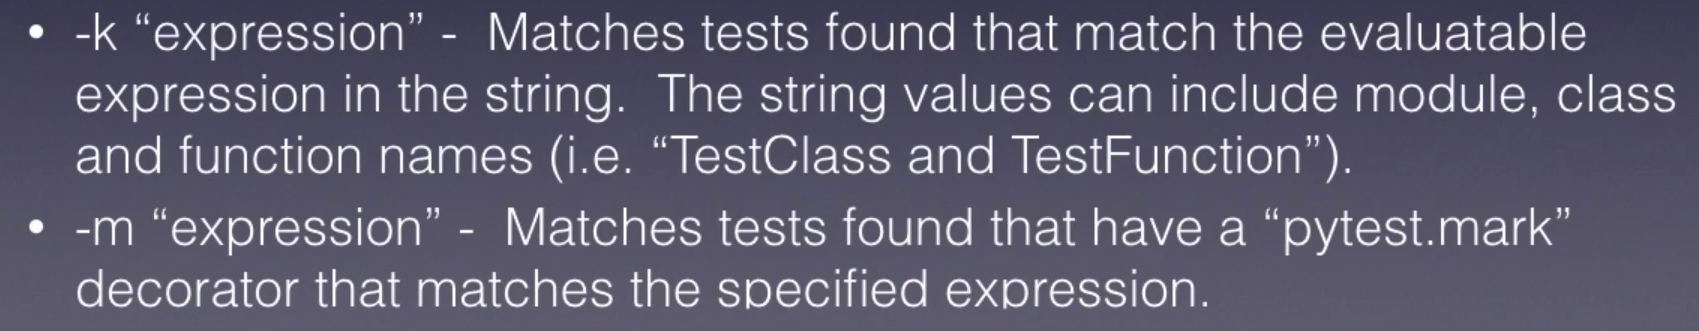 • -k “expression” -  Matches tests found that match the evaluatable
expression in the string.  The string values can include module, class
and function names (i.e. “TestClass and TestFunction”).
• -m “expression” -  Matches tests found that have a “pytest.mark”
decorator that matches the specified expression.